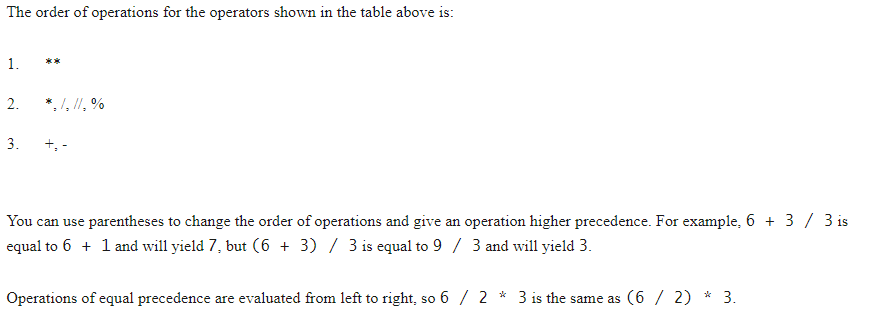 The order of operations for the operators shown in the table above is:
1. **
2. *, /, //, %
3. +, -
You can use parentheses to change the order of operations and give an operation higher precedence. For example, 6 + 3 / 3 is
equal to 6 + 1 and will yield 7, but (6 + 3) / 3 is equal to 9 / 3 and will yield 3.
Operations of equal precedence are evaluated from left to right, so 6 / 2 * 3 is the same as (6 / 2) * 3.